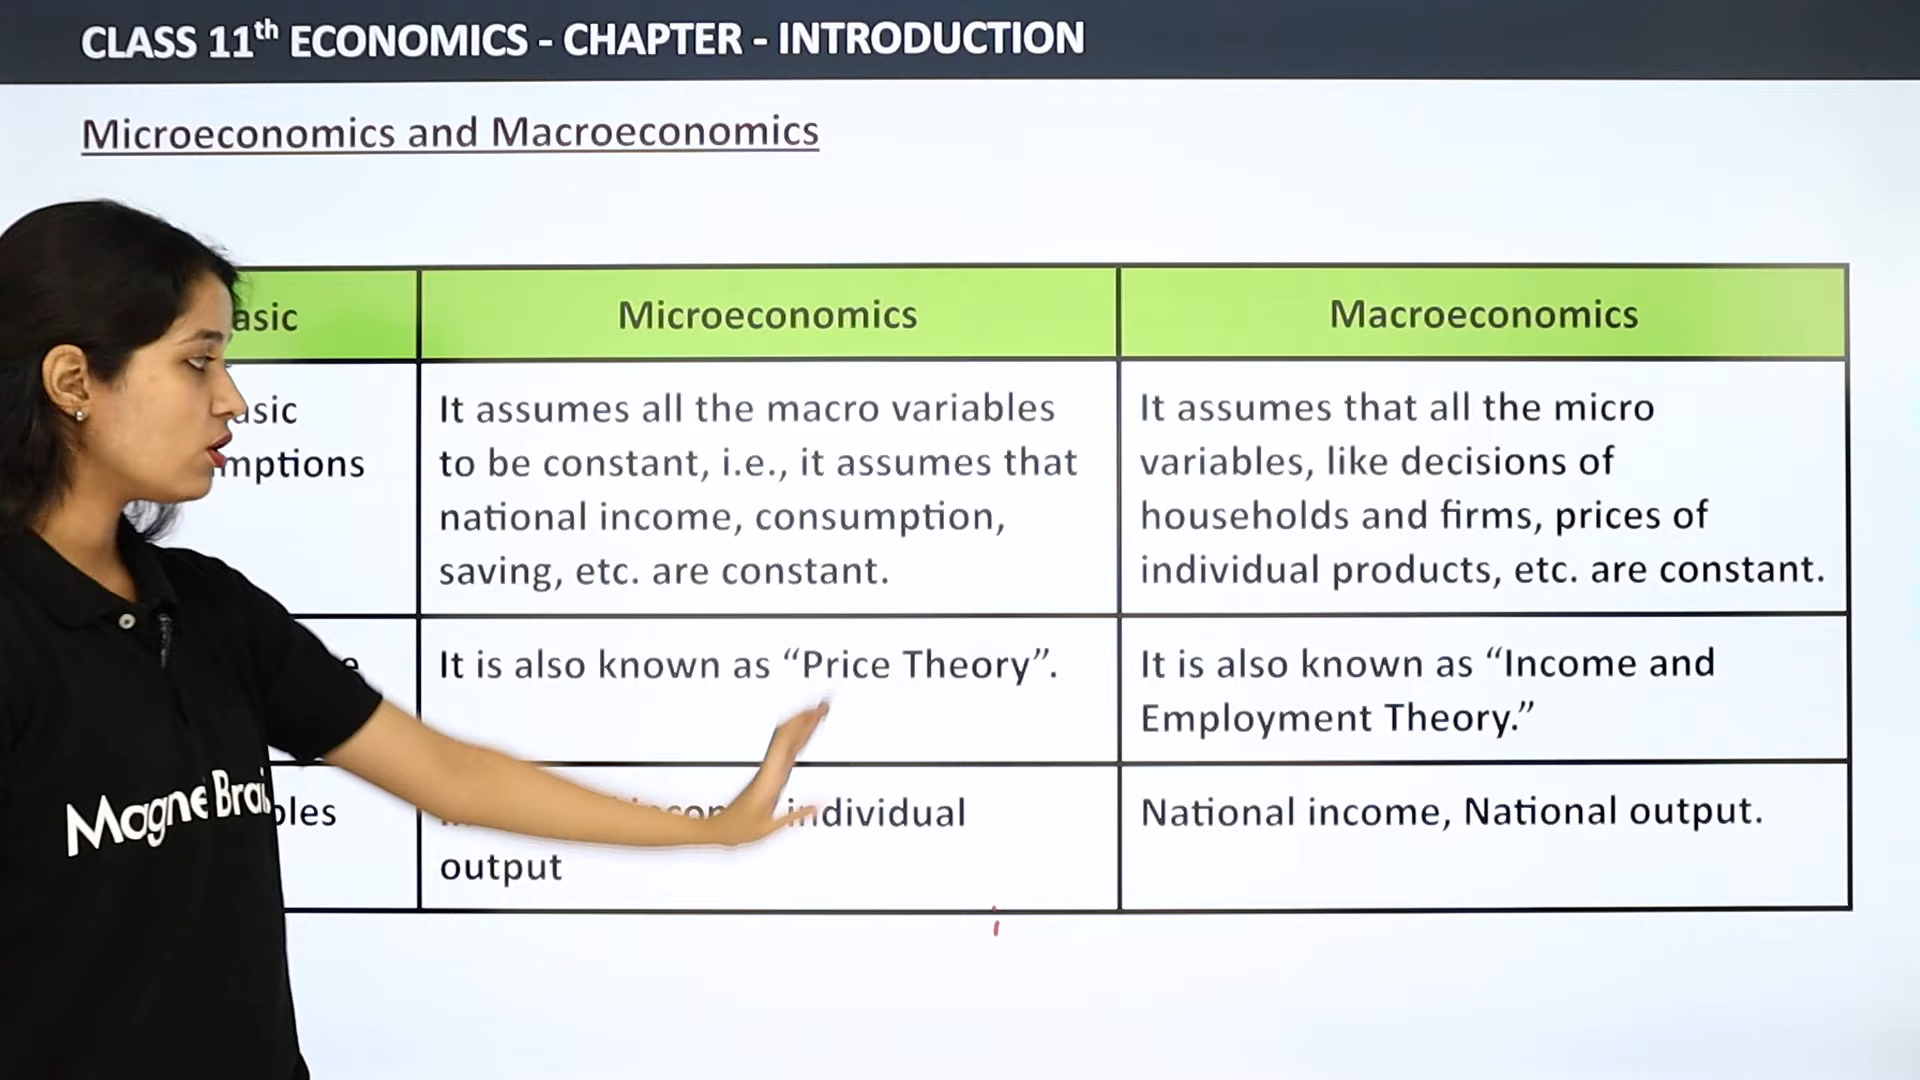 CLASS 11th ECONOMICS - CHAPTER - INTRODUCTION
Microeconomics and Macroeconomics
asic
Microeconomics
Macroeconomics
asic
mptions
It assumes all the macro variables
to be constant, i.e., it assumes that
national income, consumption,
saving, etc. are constant.
It assumes that all the micro
variables, like decisions of
households and firms, prices of
individual products, etc. are constant.
It is also known as “Price Theory”.
It is also known as “Income and
Employment Theory.”
bles
individual
output
National income, National output.
Magnet Brai